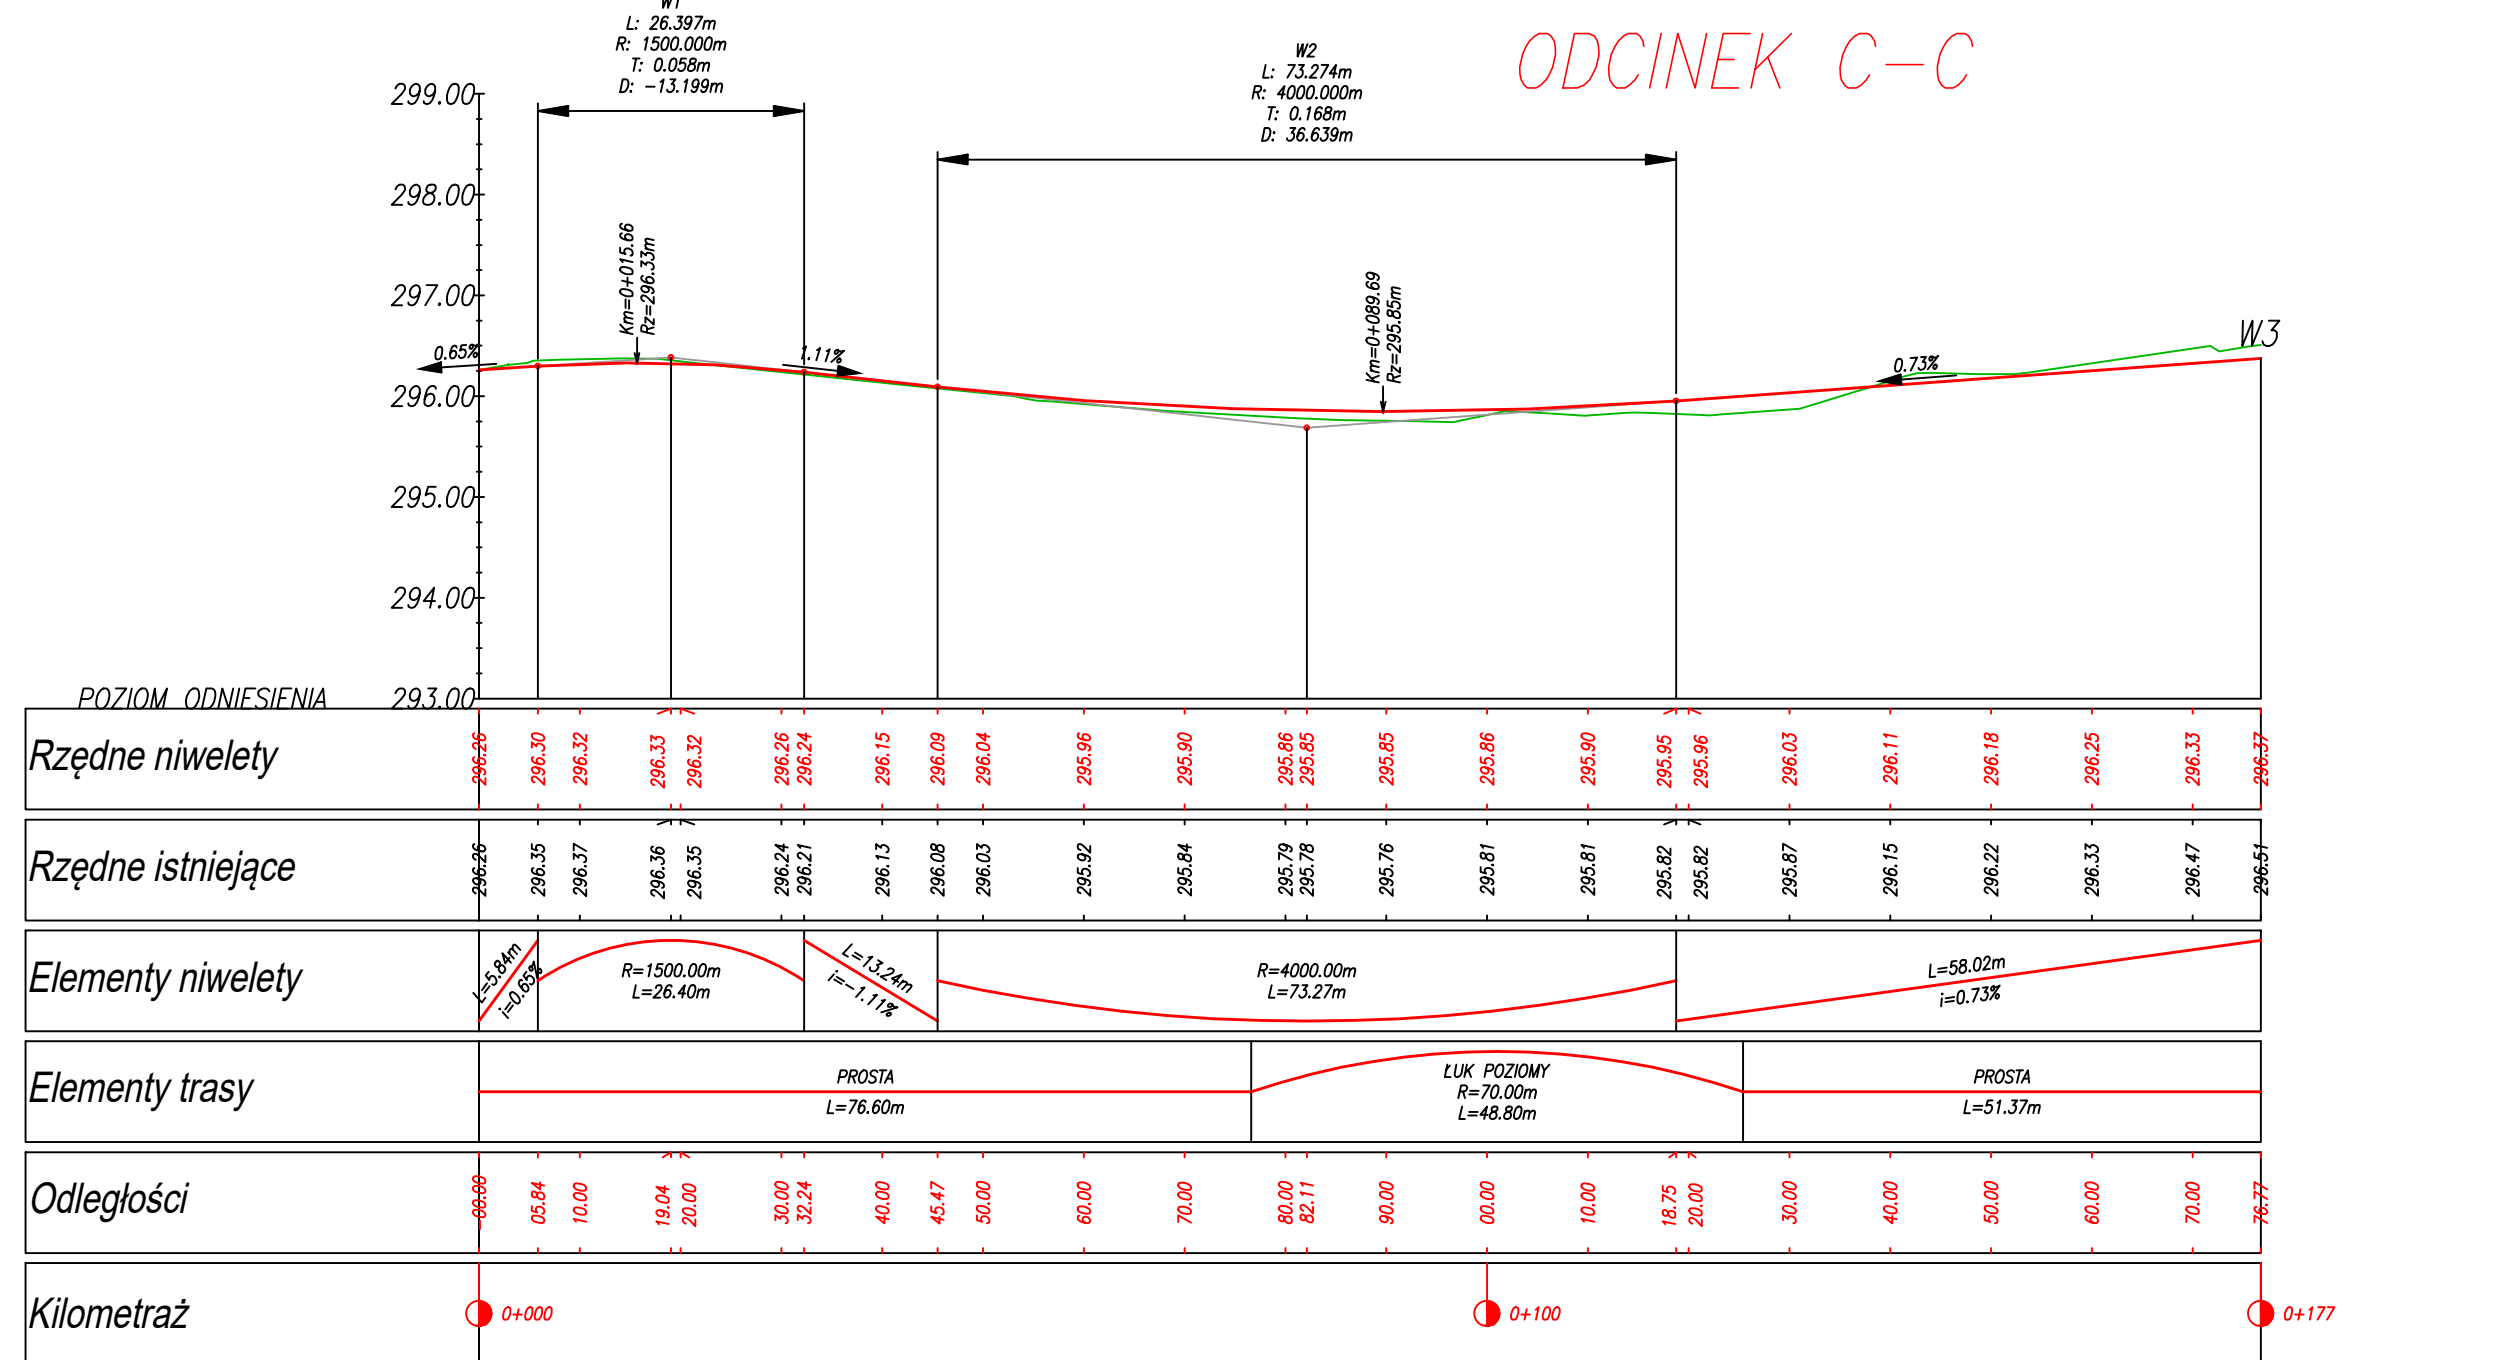 W1
L: 26.397m
R: 1500.000m
T: 0.058m
D: -13.199m
W2
L: 73.274m
R: 4000.000m
T: 0.168m
D: 36.639m
ODCINEK C-C
299.00
298.00
297.00
296.00
295.00
294.00
293.00
Km=0+015.66
Rz=296.33m
Km=0+089.69
Rz=295.85m
0.65%
1.11%
0.73%
W3
POZIOM ODNIESIENIA
Rzędne niwelety
296.26 296.30 296.32 296.33 296.32 296.26 296.24 296.15 296.09 296.04 295.96 295.90 295.86 295.85 295.85 295.86 295.90 295.95 295.96 296.03 296.11 296.18 296.25 296.33 296.37
Rzędne istniejące
296.26 296.35 296.37 296.36 296.35 296.24 296.21 296.13 296.08 296.03 295.92 295.84 295.79 295.78 295.76 295.81 295.81 295.82 295.82 295.87 296.15 296.22 296.33 296.47 296.51
Elementy niwelety
L=5.84m
i=0.65%
R=1500.00m
L=26.40m
L=13.24m
i=-1.11%
R=4000.00m
L=73.27m
L=58.02m
i=0.73%
Elementy trasy
PROSTA
L=76.60m
ŁUK POZIOMY
R=70.00m
L=48.80m
PROSTA
L=51.37m
Odległości
-00.00 05.84 10.00 19.04 20.00 30.00 32.24 40.00 45.47 50.00 60.00 70.00 80.00 82.11 90.00 00.00 10.00 18.75 20.00 30.00 40.00 50.00 60.00 70.00 76.77
Kilometraż
0+000
0+100
0+177